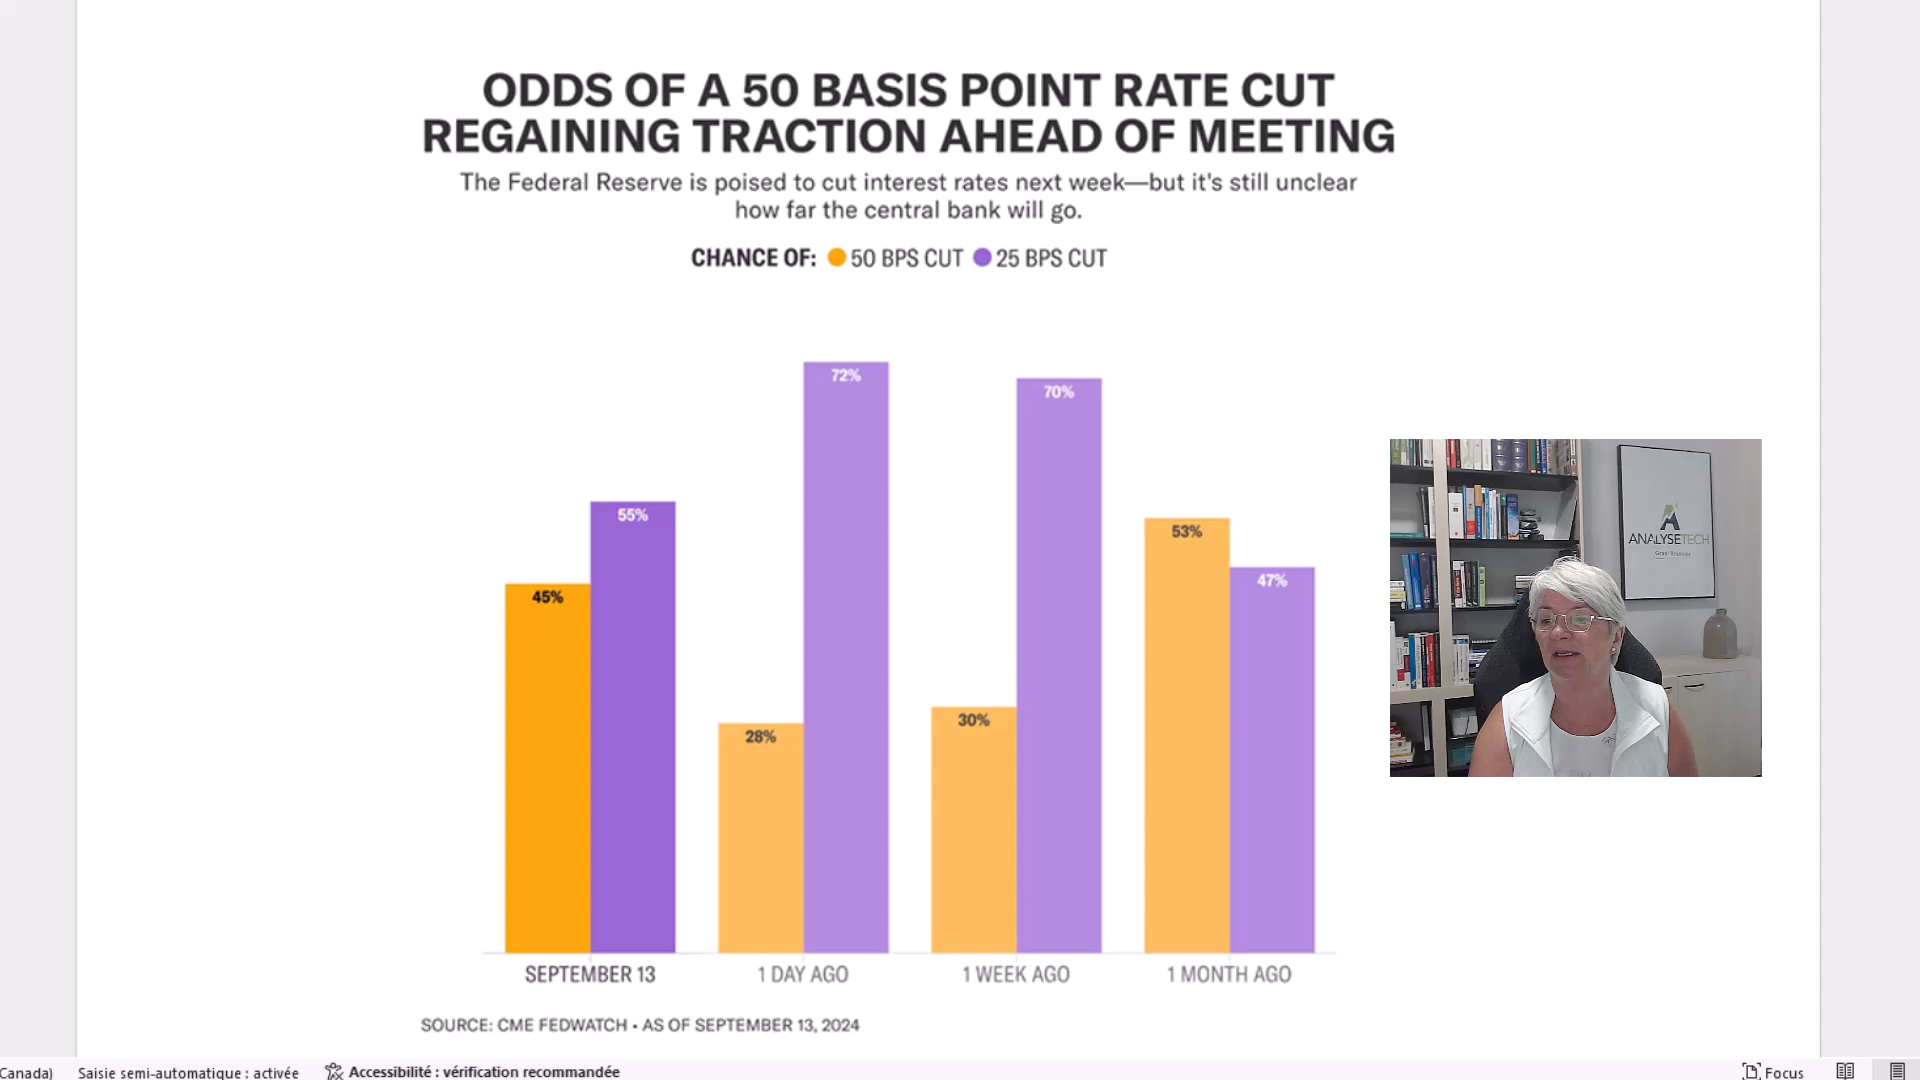 ODDS OF A 50 BASIS POINT RATE CUT
REGAINING TRACTION AHEAD OF MEETING
The Federal Reserve is poised to cut interest rates next week—but it's still unclear
how far the central bank will go.
CHANCE OF: 50 BPS CUT 25 BPS CUT
45%
55%
28%
72%
30%
70%
53%
47%
SEPTEMBER 13
1 DAY AGO
1 WEEK AGO
1 MONTH AGO
SOURCE: CME FEDWATCH • AS OF SEPTEMBER 13, 2024
ANALYSETECH
Canada)
Saisie semi-automatique : activée
Accessibilité : vérification recommandée
Focus